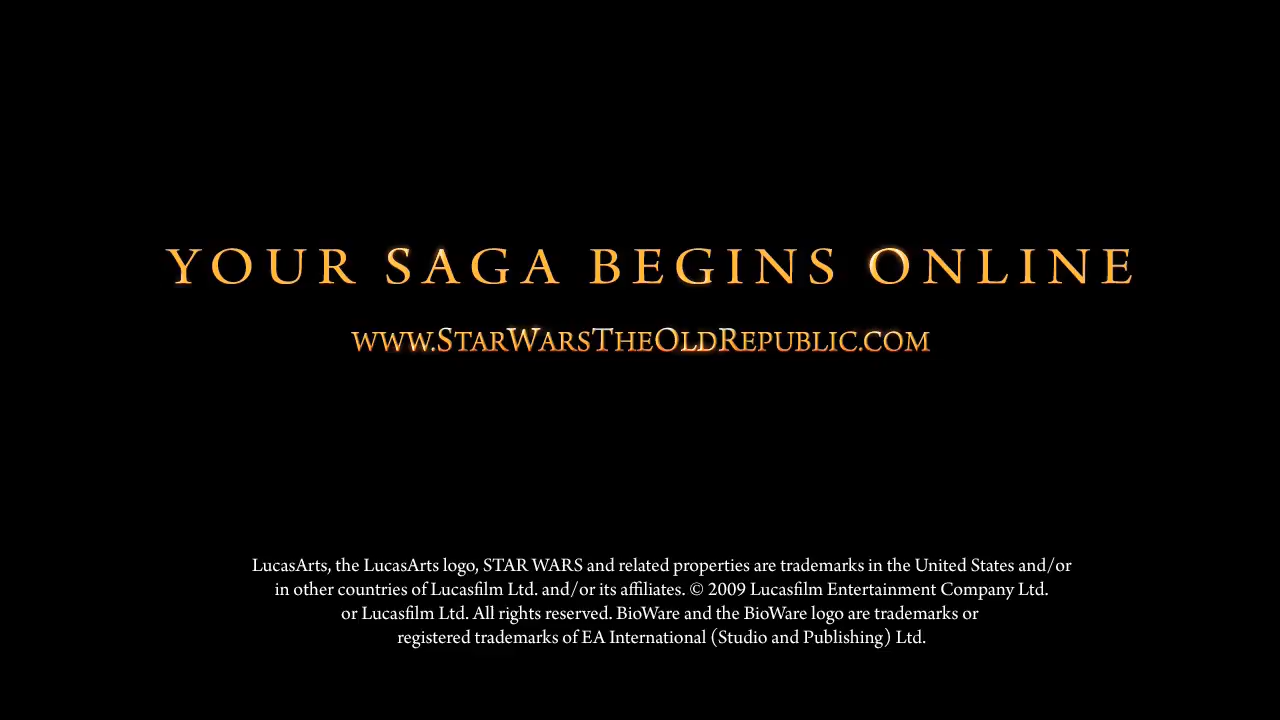 YOUR SAGA BEGINS ONLINE
www.StarWarsTheOldRepublic.com
LucasArts, the LucasArts logo, STAR WARS and related properties are trademarks in the United States and/or
in other countries of Lucasfilm Ltd. and/or its affiliates. © 2009 Lucasfilm Entertainment Company Ltd.
or Lucasfilm Ltd. All rights reserved. BioWare and the BioWare logo are trademarks or
registered trademarks of EA International (Studio and Publishing) Ltd.